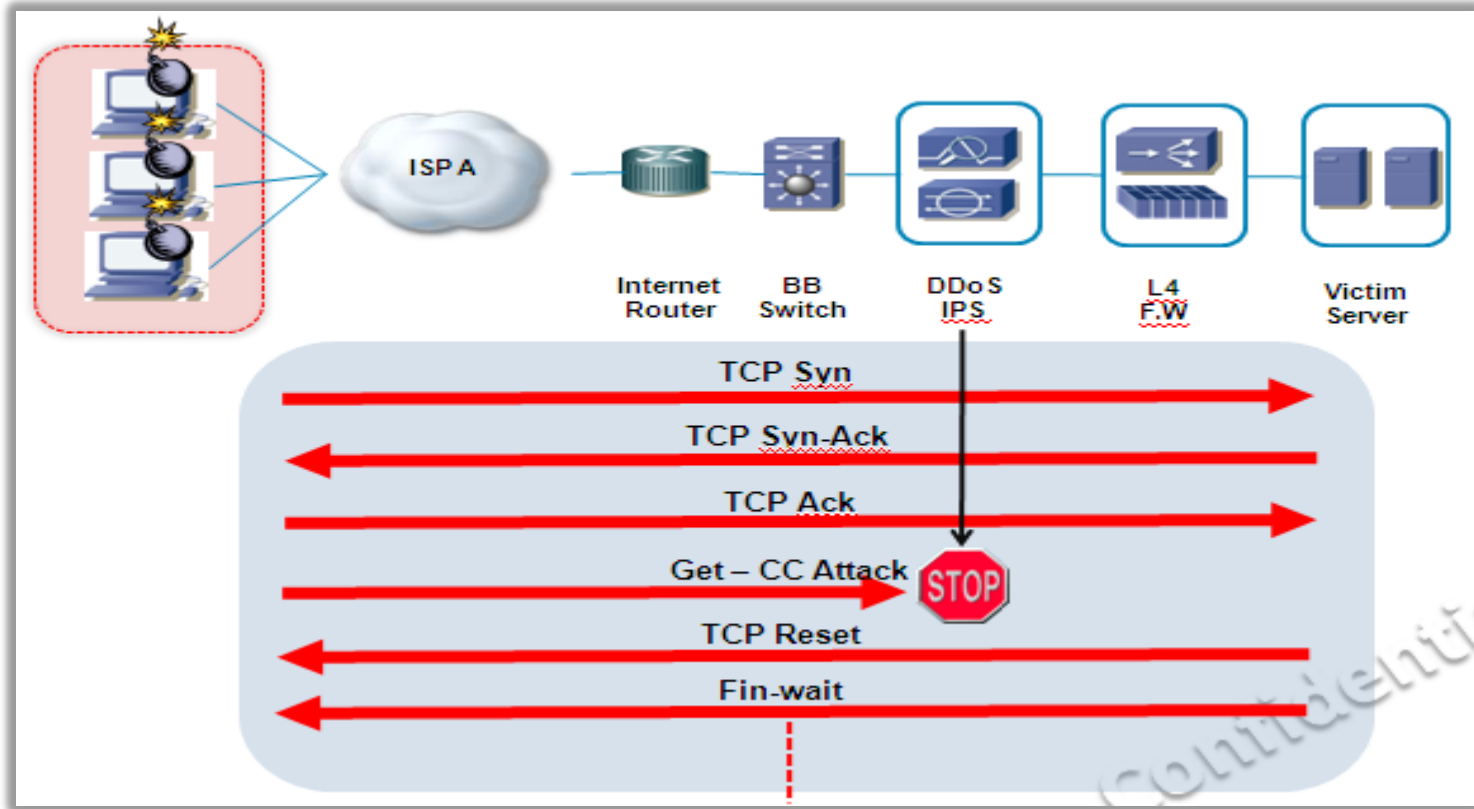 ISP A
Internet
Router
BB
Switch
DDoS
IPS
L4
F.W
Victim
Server
TCP Syn
TCP Syn-Ack
TCP Ack
Get – CC Attack
STOP
TCP Reset
Fin-wait